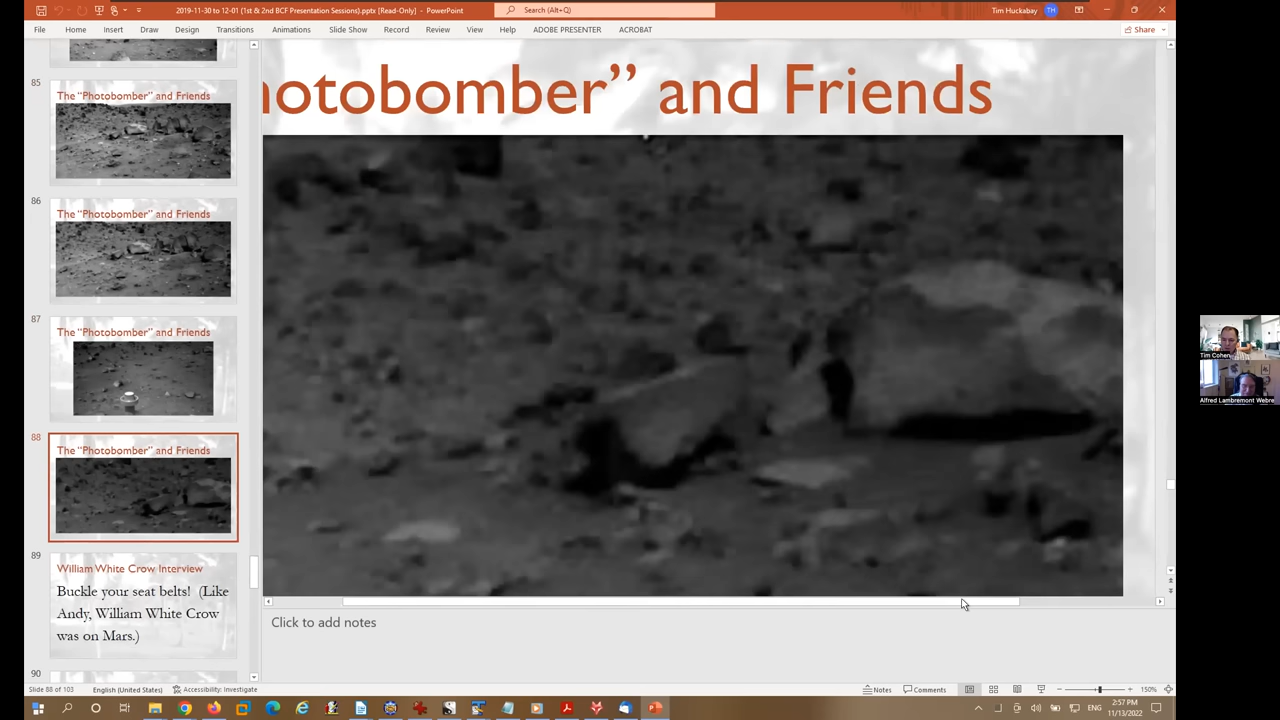 2019-11-30 to 12-01 (1st & 2nd BCF Presentation Sessions).pptx [Read-Only] - PowerPoint
Search (Alt+Q)
Tim Huckabay
TH
File Home Insert Draw Design Transitions Animations Slide Show Record Review View Help ADOBE PRESENTER ACROBAT
Share
85
The "Photobomber" and Friends
86
The "Photobomber" and Friends
87
The "Photobomber" and Friends
88
The "Photobomber" and Friends
89
William White Crow Interview
Buckle your seat belts! (Like
Andy, William White Crow
was on Mars.)
90
hotobomber" and Friends
Click to add notes
Tim Cohen
Alfred Lambremont Webre
Slide 88 of 103
English (United States)
Accessibility: Investigate
Notes
Comments
150%
ENG
2:57 PM
11/13/2022